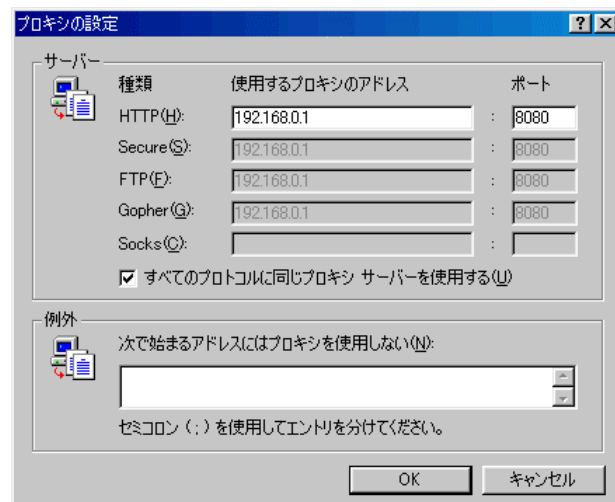 プロキシの設定
サーバー
種類 使用するプロキシのアドレス ポート
HTTP(H): 192.168.0.1 : 8080
Secure(S): 192.168.0.1 : 8080
FTP(F): 192.168.0.1 : 8080
Gopher(G): 192.168.0.1 : 8080
Socks(C): :
すべてのプロトコルに同じプロキシ サーバーを使用する(U)
例外
次で始まるアドレスにはプロキシを使用しない(N):
セミコロン (;) を使用してエントリを分けてください。
OK キャンセル